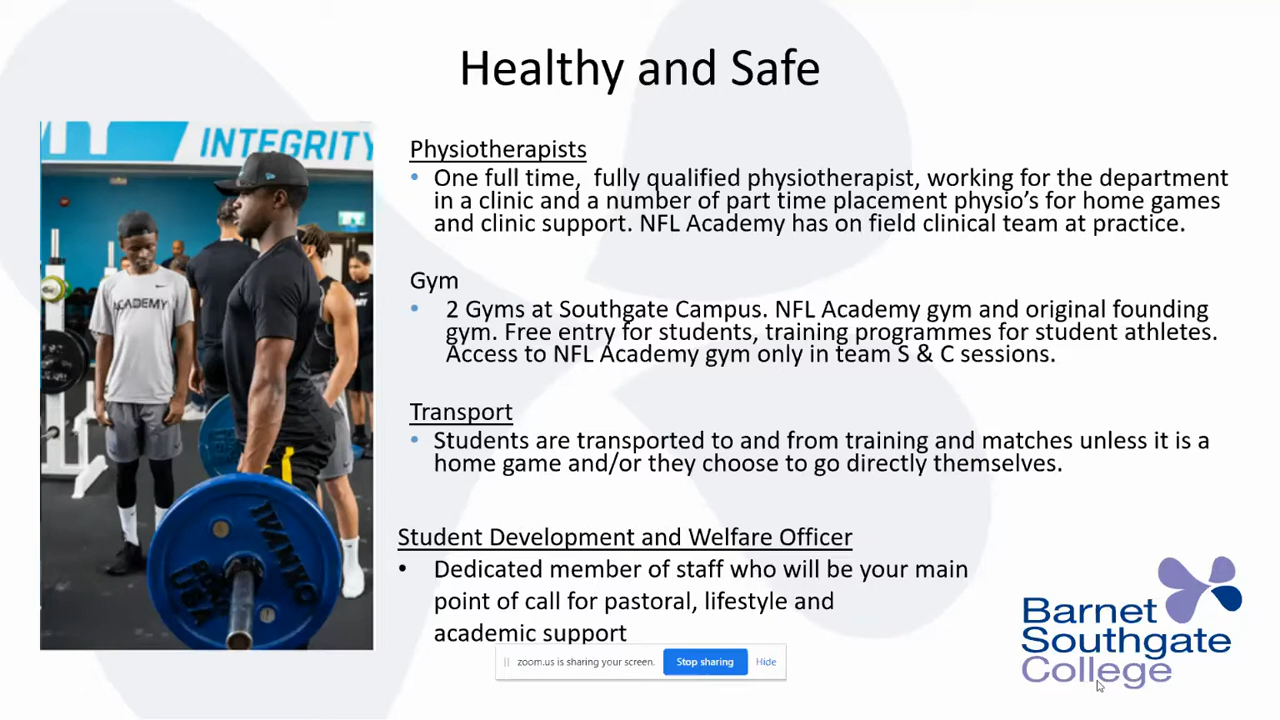 Healthy and Safe
INTEGRITY
ACADEMY
IVANKO
USA
Physiotherapists
• One full time,  fully qualified physiotherapist, working for the department
in a clinic and a number of part time placement physio's for home games
and clinic support. NFL Academy has on field clinical team at practice.
Gym
• 2 Gyms at Southgate Campus. NFL Academy gym and original founding
gym. Free entry for students, training programmes for student athletes.
Access to NFL Academy gym only in team S & C sessions.
Transport
• Students are transported to and from training and matches unless it is a
home game and/or they choose to go directly themselves.
Student Development and Welfare Officer
• Dedicated member of staff who will be your main
point of call for pastoral, lifestyle and
academic support
zoom.us is sharing your screen. Stop sharing Hide
Barnet
Southgate
College